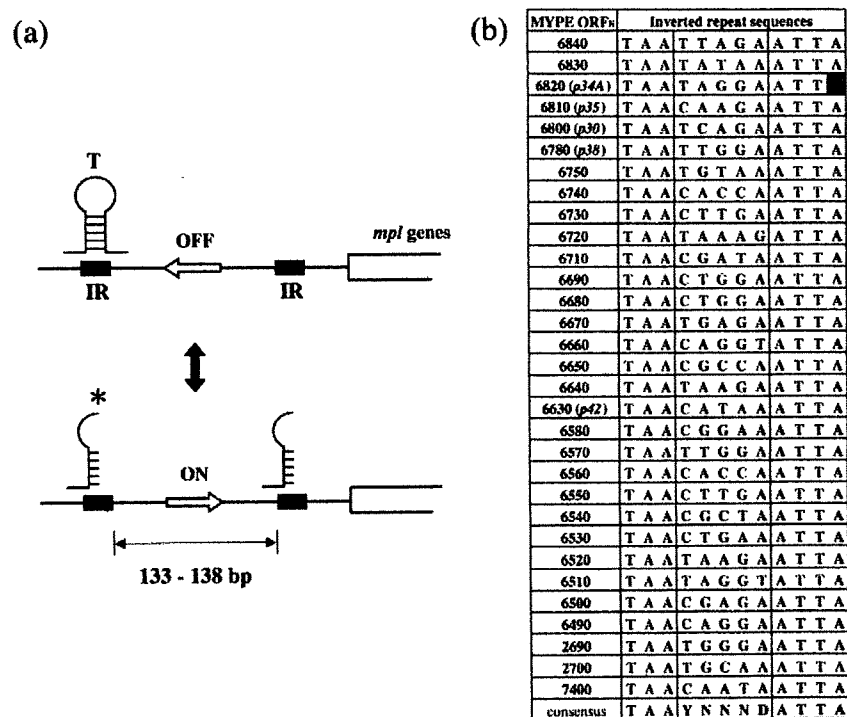 (a)
T
OFF
mpl genes
IR
IR
*
ON
133 - 138 bp
(b)
MYPE ORFs Inverted repeat sequences
6840 T A A T T A G A A T T A
6830 T A A T A T A A A T T A
6820 (p34A) T A A T A G G A A T T
6810 (p35) T A A C A A G A A T T A
6800 (p30) T A A T C A G A A T T A
6780 (p38) T A A T T G G A A T T A
6750 T A A T G T A A A T T A
6740 T A A C A C C A A T T A
6730 T A A C T T G A A T T A
6720 T A A T A A A G A T T A
6710 T A A C G A T A A T T A
6690 T A A C T G G A A T T A
6680 T A A C T G G A A T T A
6670 T A A T G A G A A T T A
6660 T A A C A G G T A T T A
6650 T A A C G C C A A T T A
6640 T A A T A A G A A T T A
6630 (p42) T A A C A T A A A T T A
6580 T A A C G G A A A T T A
6570 T A A T T G G A A T T A
6560 T A A C A C C A A T T A
6550 T A A C T T G A A T T A
6540 T A A C G C T A A T T A
6530 T A A C T G A A A T T A
6520 T A A T A A G A A T T A
6510 T A A T A G G T A T T A
6500 T A A C G A G A A T T A
6490 T A A C A G G A A T T A
2690 T A A T G G G A A T T A
2700 T A A T G C A A A T T A
7400 T A A C A A T A A T T A
consensus T A A Y N N N D A T T A